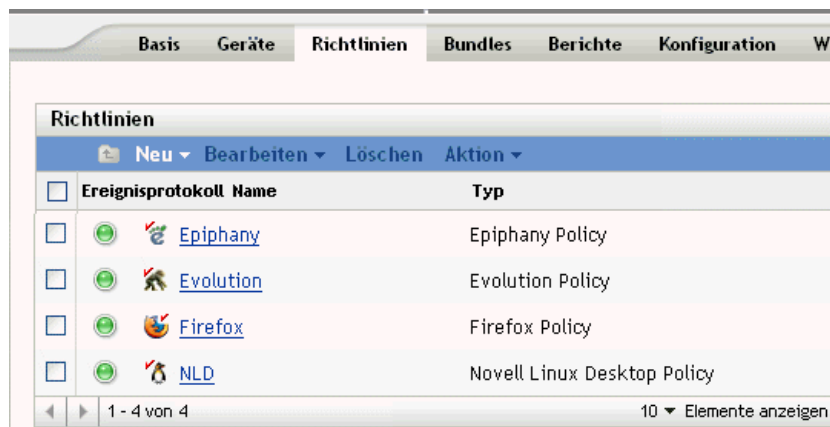 Basis Geräte Richtlinien Bundles Berichte Konfiguration W
Richtlinien
Neu Bearbeiten Löschen Aktion
Ereignisprotokoll Name Typ
Epiphany Epiphany Policy
Evolution Evolution Policy
Firefox Firefox Policy
NLD Novell Linux Desktop Policy
1 - 4 von 4 10 Elemente anzeigen